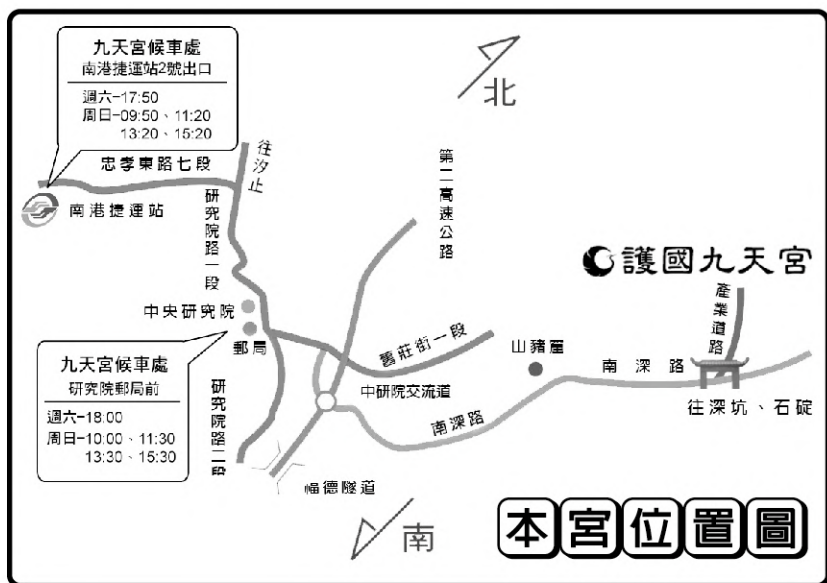 九天宮候車處
南港捷運站2號出口
週六-17:50
周日-09:50、11:20
13:20、15:20
北
忠孝東路七段
往汐止
第二高速公路
南港捷運站
研究院路一段
護國九天宮
產業道路
中央研究院
郵局
舊莊街一段
山豬窟
南深路
九天宮候車處
研究院郵局前
週六-18:00
周日-10:00、11:30
13:30、15:30
研究院路二段
中研院交流道
南深路
往深坑、石碇
福德隧道
南
本宮位置圖